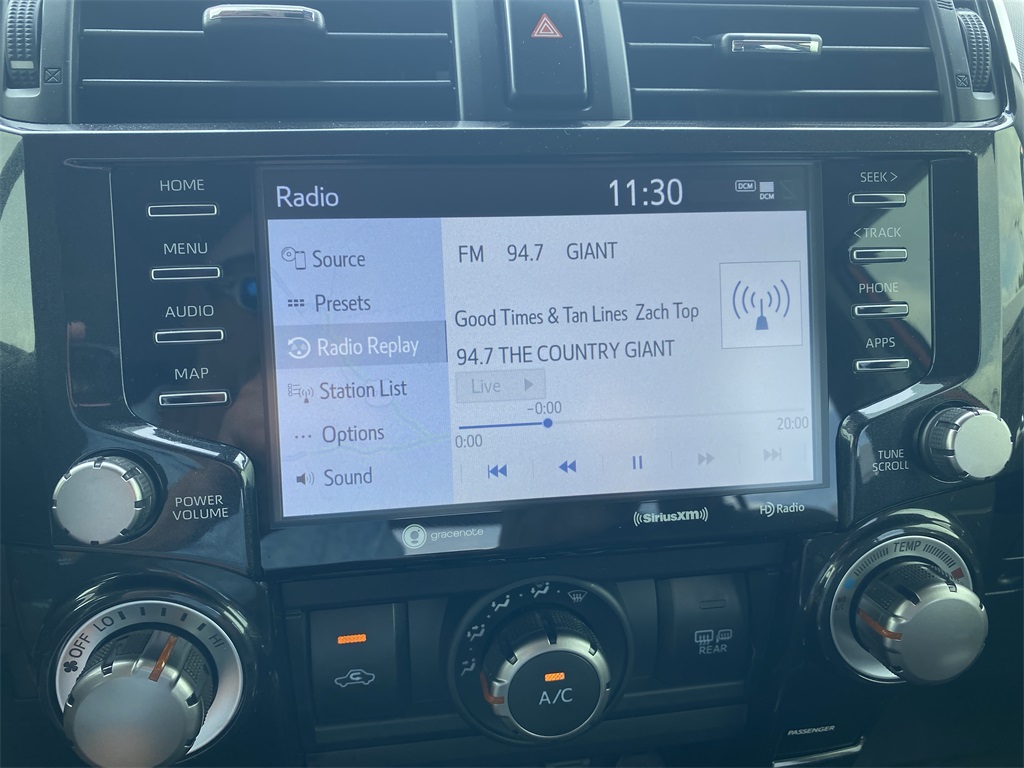 HOME
MENU
AUDIO
MAP
POWER
VOLUME
Radio
11:30
DCM
DCM
Source
Presets
Radio Replay
Station List
Options
Sound
FM 94.7 GIANT
Good Times & Tan Lines Zach Top
94.7 THE COUNTRY GIANT
Live
-0:00
0:00
20:00
SEEK >
< TRACK
PHONE
APPS
TUNE
SCROLL
gracenote
((SiriusXM))
HD Radio
OFF LO HI
A/C
REAR
TEMP
PASSENGER